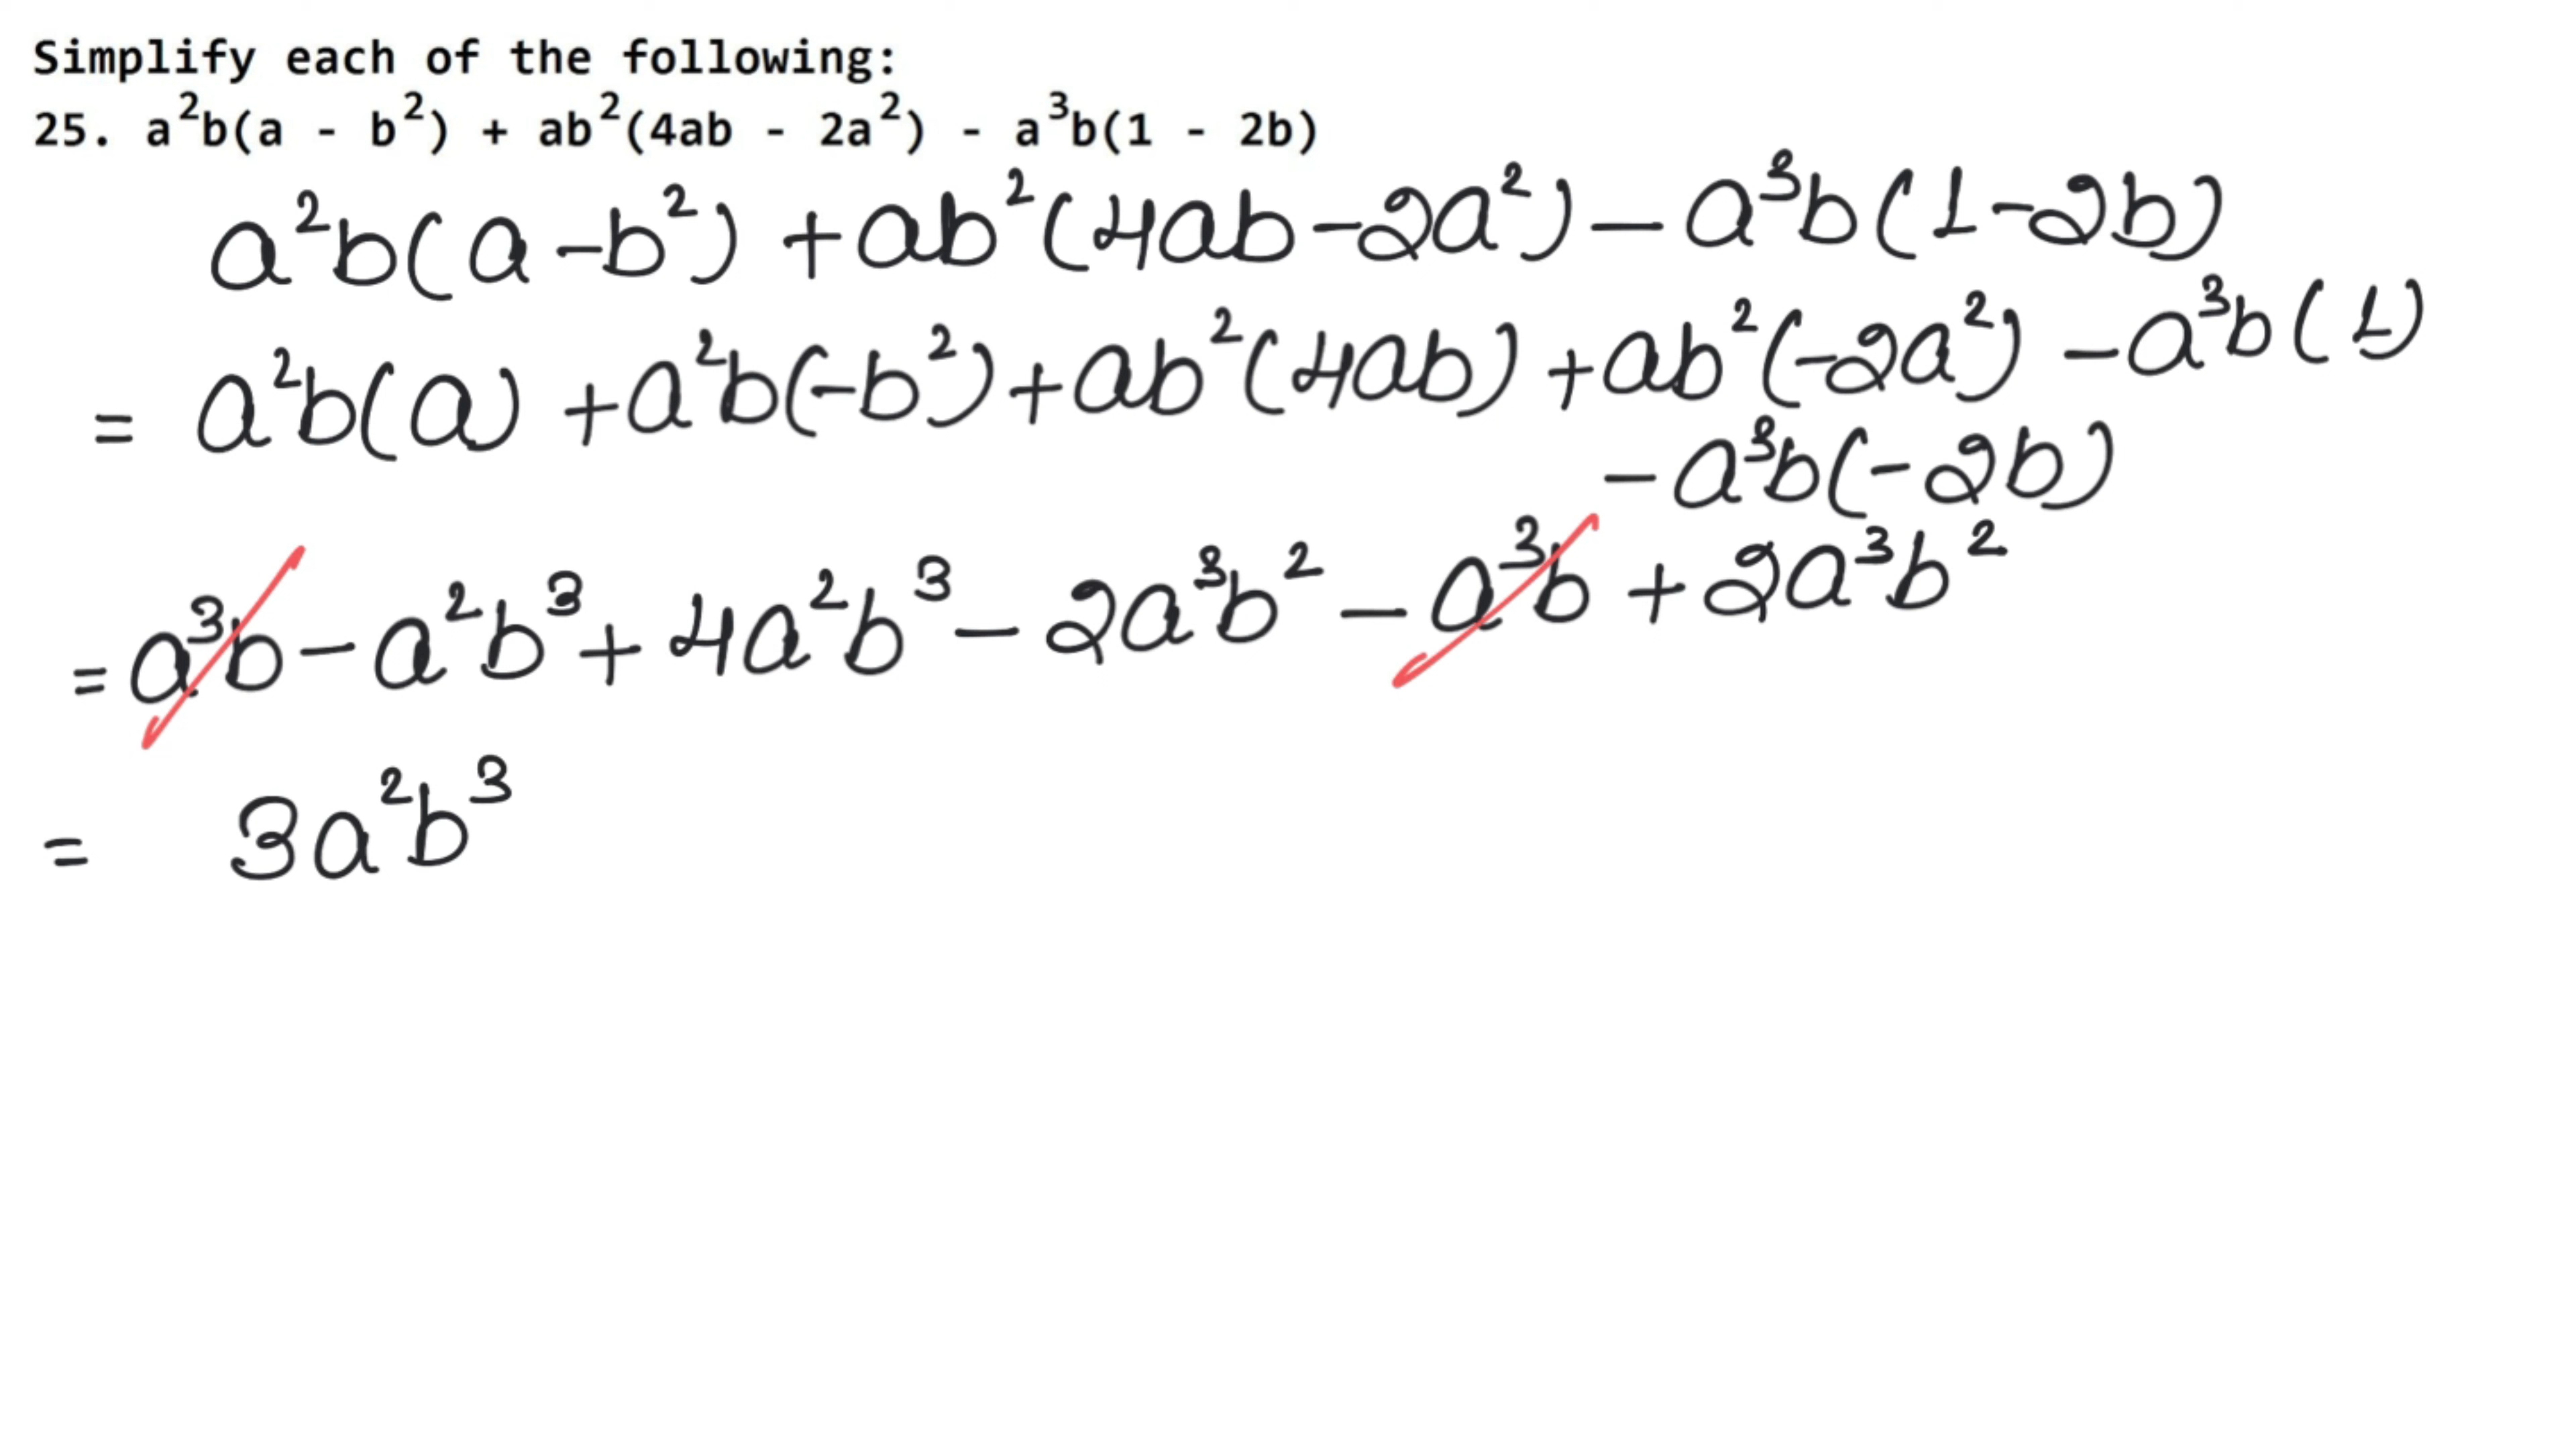 Simplify each of the following:
25. a²b(a - b²) + ab²(4ab - 2a²) - a³b(1 - 2b)
a²b(a-b²) +ab²(4ab-2a²) - a³b(1-2b)
= a²b(a) +a²b(-b²)+ab²(4ab) +ab²(-2a²) -a³b(1)
-a³b(-2b)
=a³b-a²b³+4a²b³-2a³b²-a³b+2a³b²
= 3a²b³